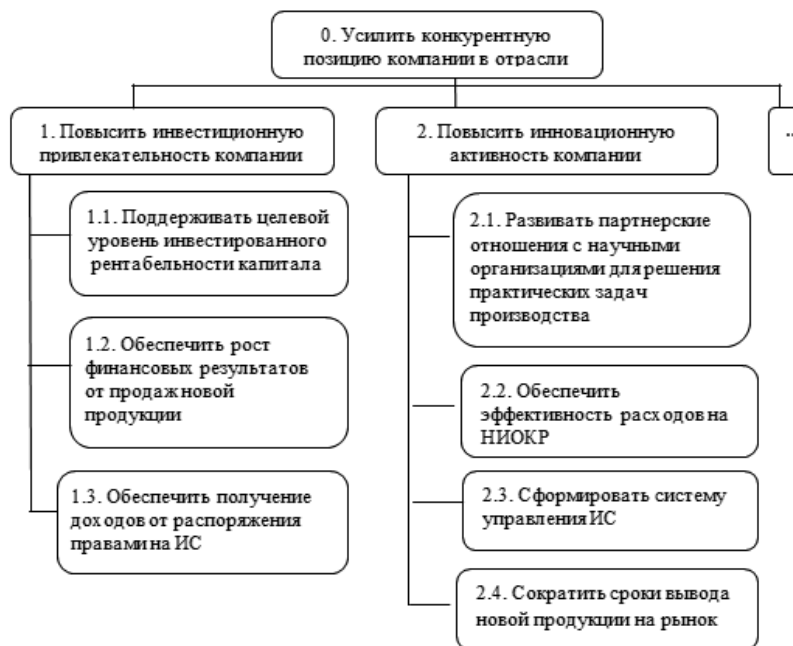 0. Усилить конкурентную
позицию компании в отрасли
1. Повысить инвестиционную
привлекательность компании
2. Повысить инновационную
активность компании
..
1.1. Поддерживать целевой
уровень инвестированного
рентабельности капитала
1.2. Обеспечить рост
финансовых результатов
от продаж новой
продукции
1.3. Обеспечить получение
доходов от распоряжения
правами на ИС
2.1. Развивать партнерские
отношения с научными
организациями для решения
практических задач
производства
2.2. Обеспечить
эффективность расходов на
НИОКР
2.3. Сформировать систему
управления ИС
2.4. Сократить сроки вывода
новой продукции на рынок